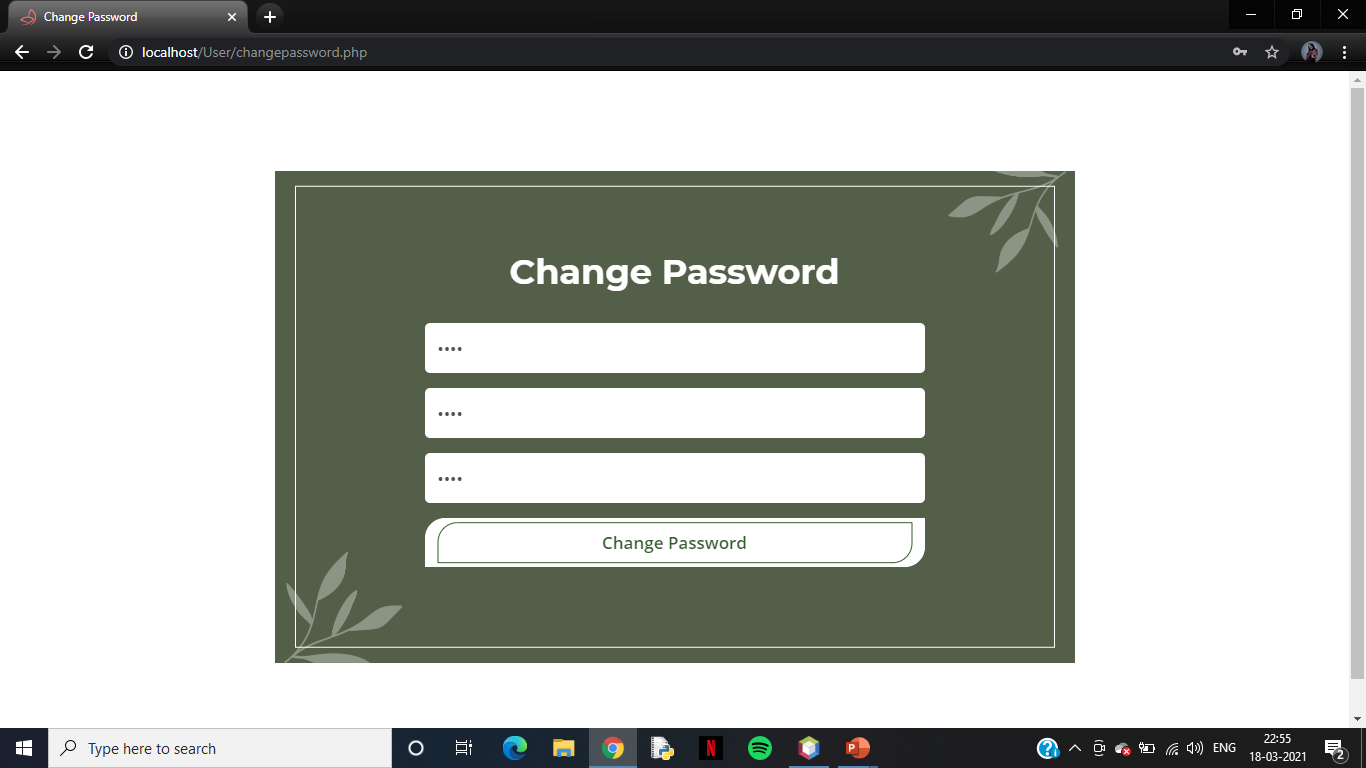 Change Password
localhost/User/changepassword.php
Change Password
••••
••••
••••
Change Password
Type here to search
N
P
ENG
22:55
18-03-2021
2